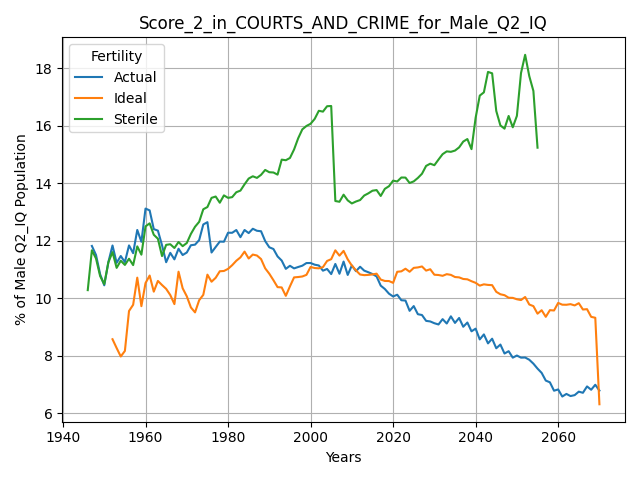 Score_2_in_COURTS_AND_CRIME_for_Male_Q2_IQ
Fertility
Actual
Ideal
Sterile
% of Male Q2_IQ Population
18
16
14
12
10
8
6
1940
1960
1980
2000
2020
2040
2060
Years